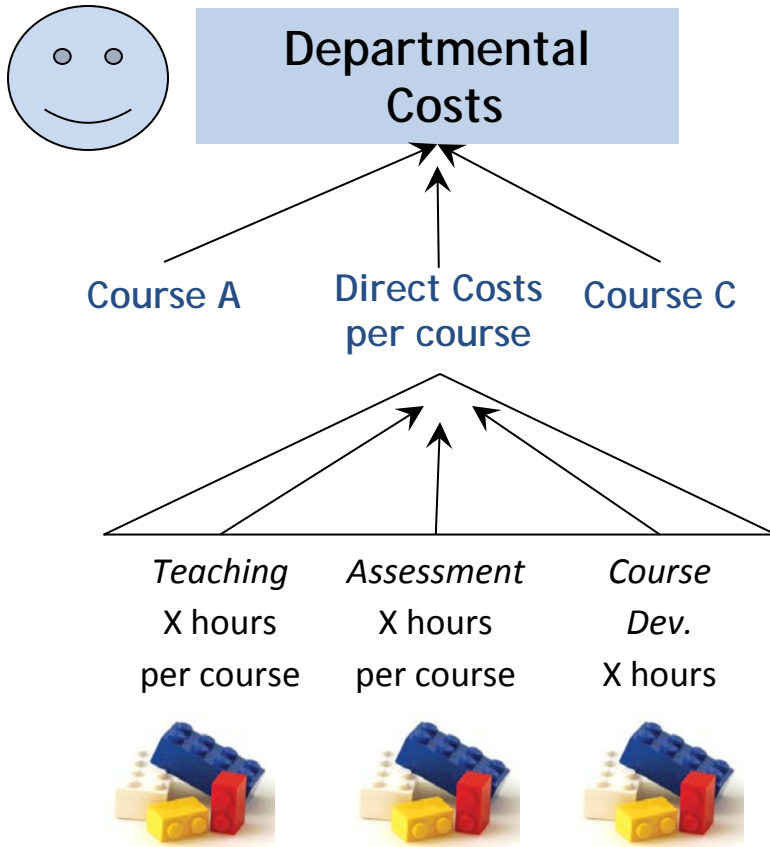 Departmental
Costs
Course A
Direct Costs
per course
Course C
Teaching
X hours
per course
Assessment
X hours
per course
Course
Dev.
X hours